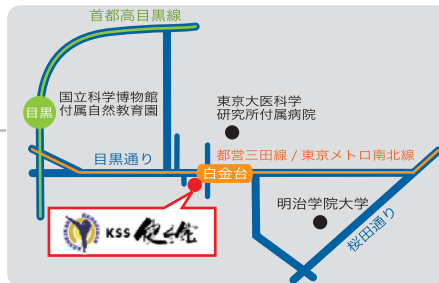 首都高目黒線
国立科学博物館
付属自然教育園
東京大医科学
研究所付属病院
目黒
目黒通り
都営三田線 / 東京メトロ南北線
白金台
明治学院大学
桜田通り
KSS